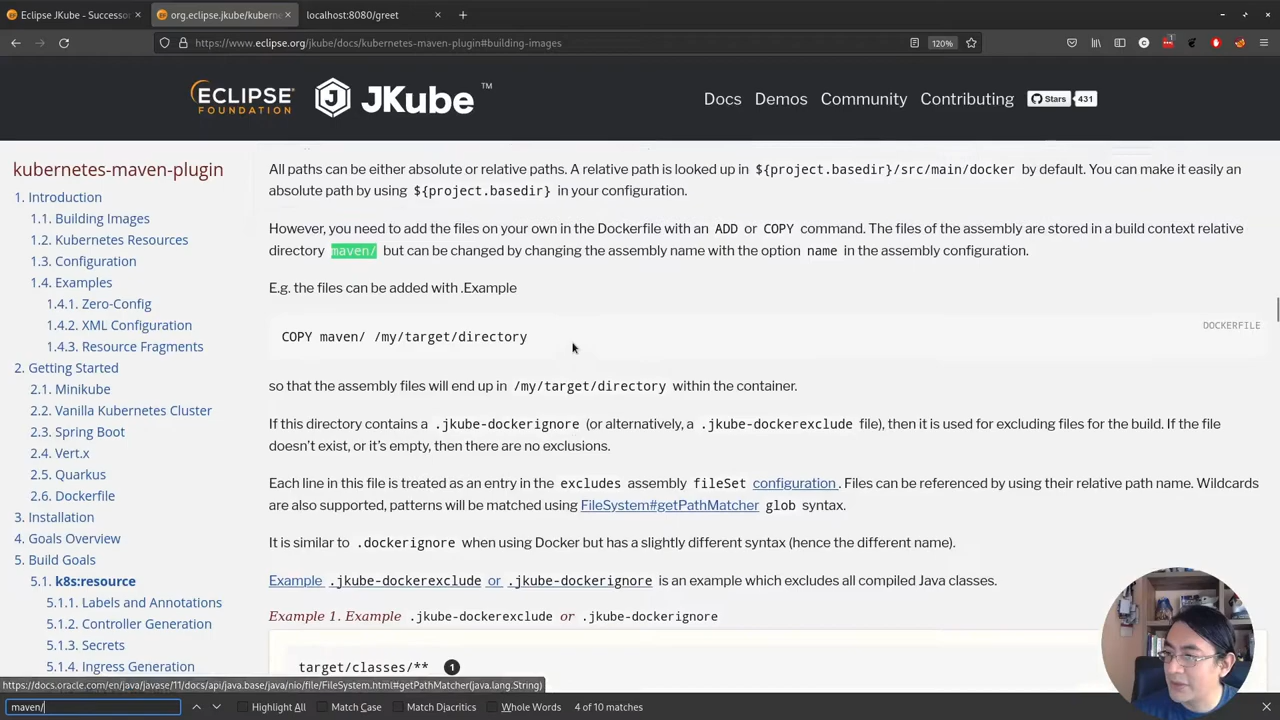 Eclipse JKube - Successo
org.eclipse.jkube/kubern
localhost:8080/greet
https://www.eclipse.org/jkube/docs/kubernetes-maven-plugin#building-images
120%
ECLIPSE FOUNDATION
JKube™
Docs
Demos
Community
Contributing
Stars
431
kubernetes-maven-plugin
1. Introduction
1.1. Building Images
1.2. Kubernetes Resources
1.3. Configuration
1.4. Examples
1.4.1. Zero-Config
1.4.2. XML Configuration
1.4.3. Resource Fragments
2. Getting Started
2.1. Minikube
2.2. Vanilla Kubernetes Cluster
2.3. Spring Boot
2.4. Vert.x
2.5. Quarkus
2.6. Dockerfile
3. Installation
4. Goals Overview
5. Build Goals
5.1. k8s:resource
5.1.1. Labels and Annotations
5.1.2. Controller Generation
5.1.3. Secrets
5.1.4. Ingress Generation
All paths can be either absolute or relative paths. A relative path is looked up in ${project.basedir}/src/main/docker by default. You can make it easily an
absolute path by using ${project.basedir} in your configuration.
However, you need to add the files on your own in the Dockerfile with an ADD or COPY command. The files of the assembly are stored in a build context relative
directory maven/ but can be changed by changing the assembly name with the option name in the assembly configuration.
E.g. the files can be added with .Example
DOCKERFILE
COPY maven/ /my/target/directory
so that the assembly files will end up in /my/target/directory within the container.
If this directory contains a .jkube-dockerignore (or alternatively, a .jkube-dockerexclude file), then it is used for excluding files for the build. If the file
doesn't exist, or it's empty, then there are no exclusions.
Each line in this file is treated as an entry in the excludes assembly fileSet configuration . Files can be referenced by using their relative path name. Wildcards
are also supported, patterns will be matched using FileSystem#getPathMatcher glob syntax.
It is similar to .dockerignore when using Docker but has a slightly different syntax (hence the different name).
Example .jkube-dockerexclude or .jkube-dockerignore is an example which excludes all compiled Java classes.
Example 1. Example .jkube-dockerexclude or .jkube-dockerignore
target/classes/** 1
https://docs.oracle.com/en/java/javase/11/docs/api/java.base/java/nio/file/FileSystem.html#getPathMatcher(java.lang.String)
maven/
Highlight All
Match Case
Match Diacritics
Whole Words
4 of 10 matches